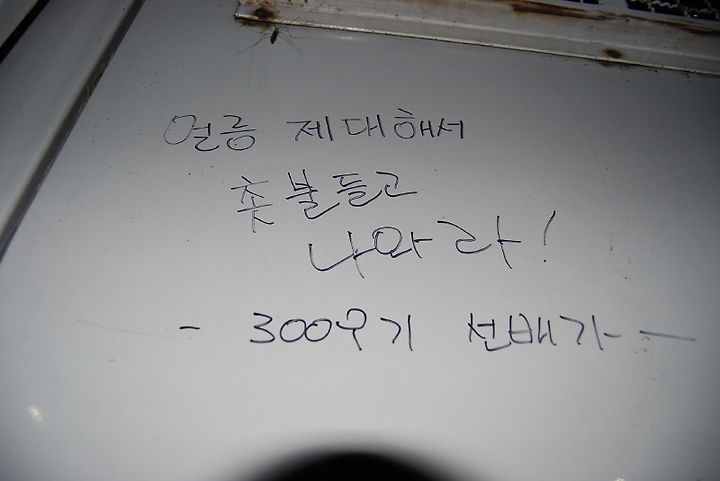 얼릉 제대해서
촛불들고
나와라!
- 300우기 선배가 -